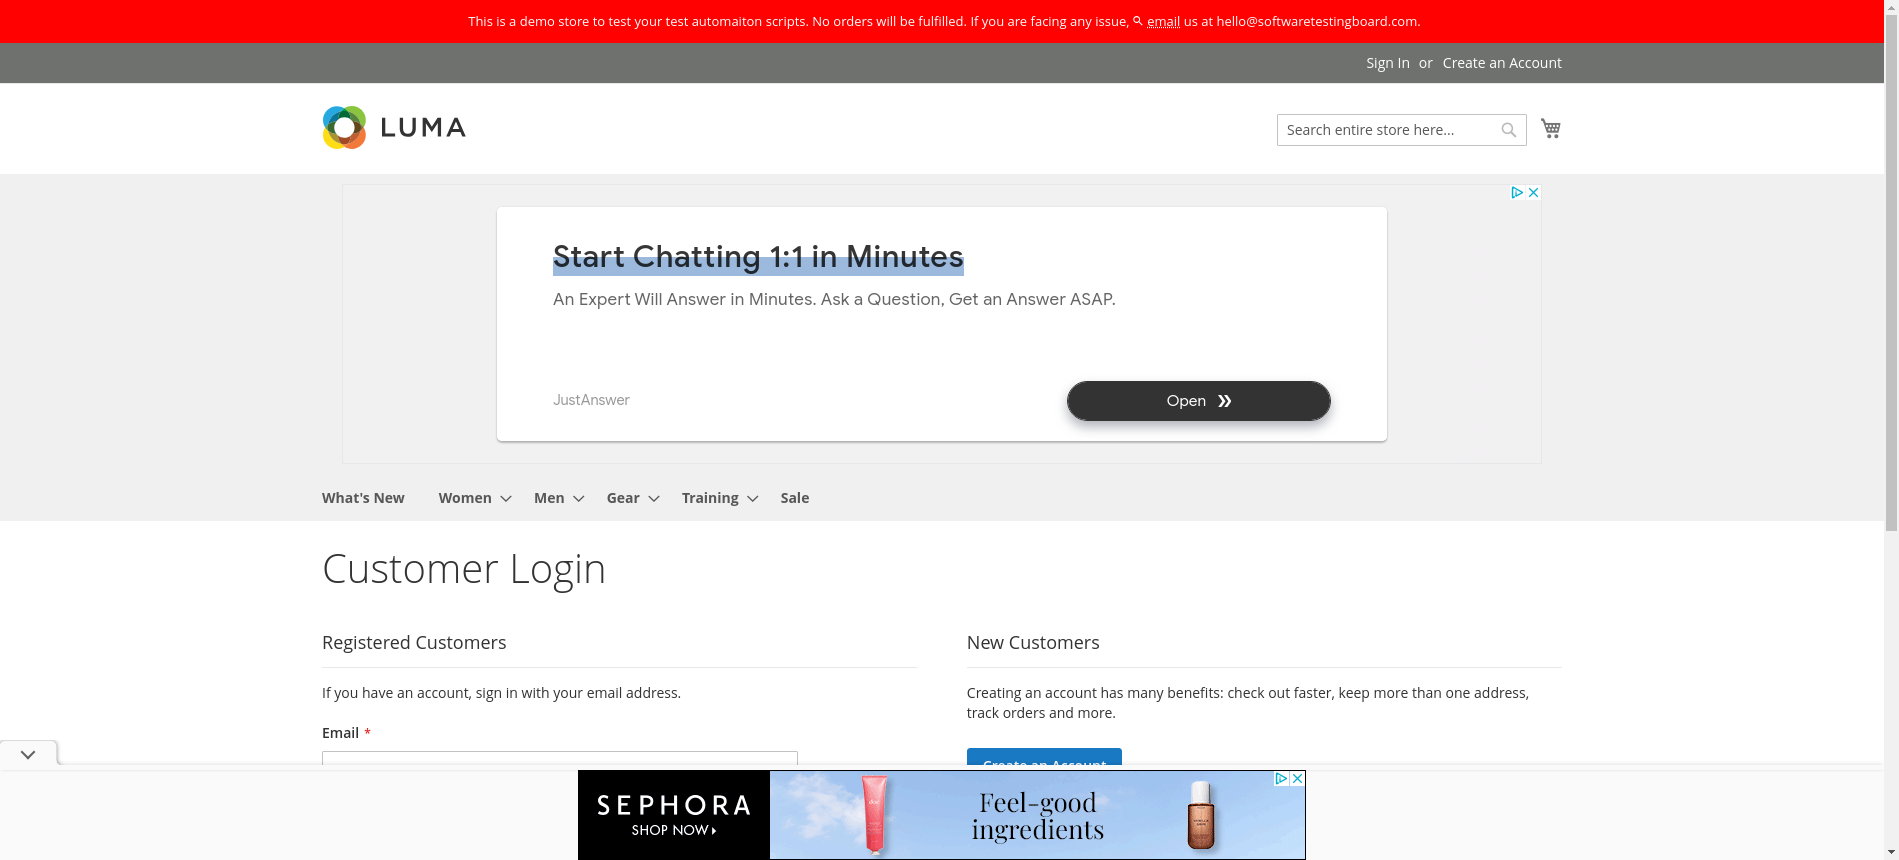 This is a demo store to test your test automaiton scripts. No orders will be fulfilled. If you are facing any issue, email us at hello@softwaretestingboard.com.
Sign In or Create an Account
LUMA
Search entire store here...
Start Chatting 1:1 in Minutes
An Expert Will Answer in Minutes. Ask a Question, Get an Answer ASAP.
JustAnswer
Open
What's New Women Men Gear Training Sale
Customer Login
Registered Customers
If you have an account, sign in with your email address.
Email *
New Customers
Creating an account has many benefits: check out faster, keep more than one address,
track orders and more.
Create an Account
SEPHORA
SHOP NOW
Feel-good
ingredients